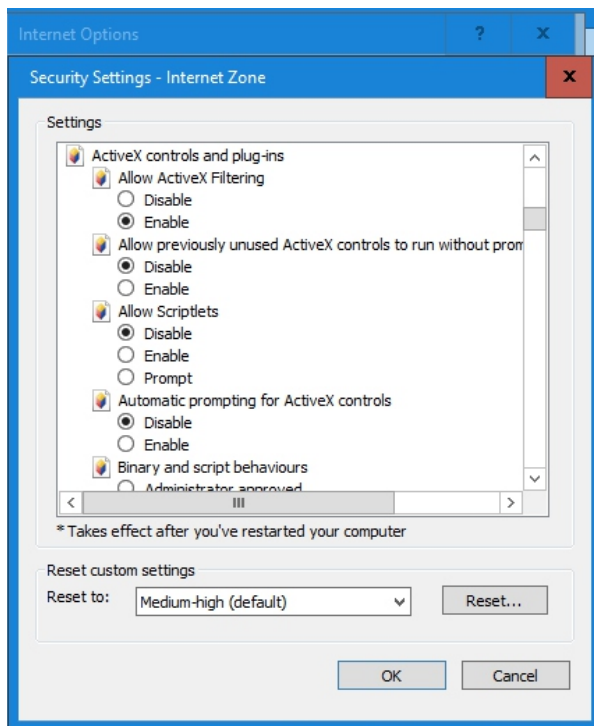 Internet Options
?
x
Security Settings - Internet Zone
x
Settings
ActiveX controls and plug-ins
Allow ActiveX Filtering
Disable
Enable
Allow previously unused ActiveX controls to run without pron
Disable
Enable
Allow Scriptlets
Disable
Enable
Prompt
Automatic prompting for ActiveX controls
Disable
Enable
Binary and script behaviours
Administrator approved
*Takes effect after you've restarted your computer
Reset custom settings
Reset to: Medium-high (default) Reset...
OK Cancel